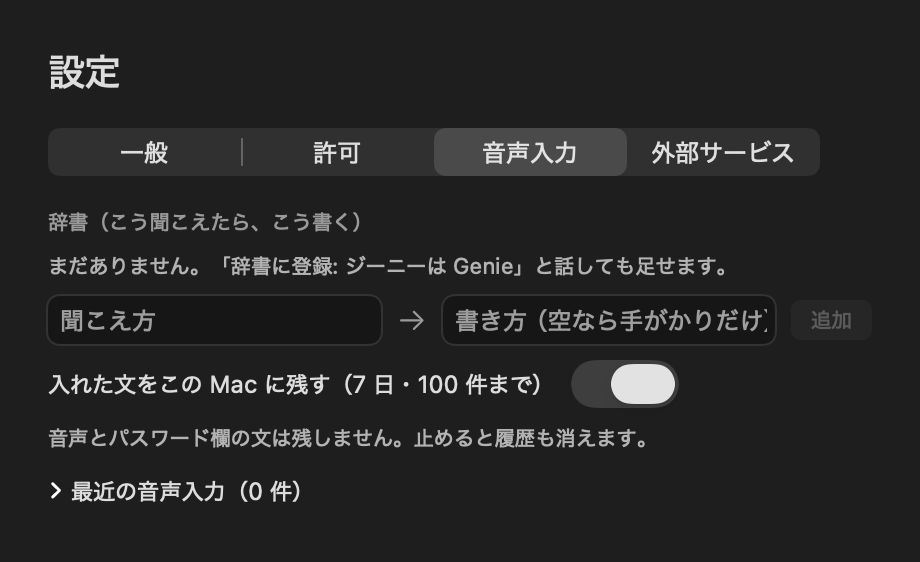 設定
一般 許可 音声入力 外部サービス
辞書（こう聞こえたら、こう書く）
まだありません。「辞書に登録: ジーニーは Genie」と話しても足せます。
聞こえ方 → 書き方（空なら手がかりだけ） 追加
入れた文をこの Mac に残す（7 日・100 件まで）
音声とパスワード欄の文は残しません。止めると履歴も消えます。
> 最近の音声入力（0 件）